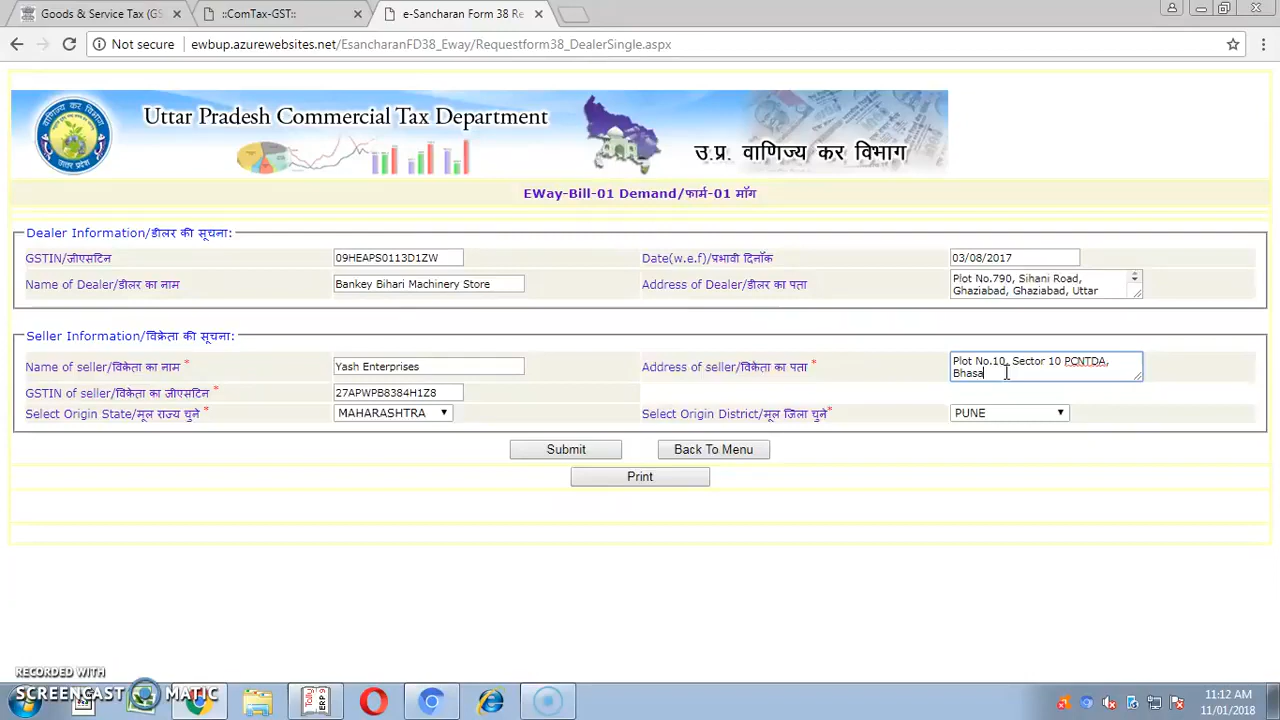 Goods & Service Tax (GS
::ComTax-GST::
e-Sancharan Form 38 Re
Not secure
ewbup.azurewebsites.net/EsancharanFD38_Eway/Requestform38_DealerSingle.aspx
Uttar Pradesh Commercial Tax Department
उ.प्र. वाणिज्य कर विभाग
EWay-Bill-01 Demand/फार्म-01 माँग
Dealer Information/डीलर की सूचना:
GSTIN/जीएसटिन
09HEAPS0113D1ZW
Date(w.e.f)/प्रभावी दिनाँक
03/08/2017
Name of Dealer/डीलर का नाम
Bankey Bihari Machinery Store
Address of Dealer/डीलर का पता
Plot No.790, Sihani Road,
Ghaziabad, Ghaziabad, Uttar
Seller Information/विक्रेता की सूचना:
Name of seller/विक्रेता का नाम *
Yash Enterprises
Address of seller/विक्रेता का पता *
Plot No.10, Sector 10 PCNTDA,
Bhasa
GSTIN of seller/विक्रेता का जीएसटिन *
27APWPB8384H1Z8
Select Origin State/मूल राज्य चुने *
MAHARASHTRA
Select Origin District/मूल जिला चुने *
PUNE
Submit
Back To Menu
Print
RECORDED WITH
SCREENCAST MATIC
11:12 AM
11/01/2018